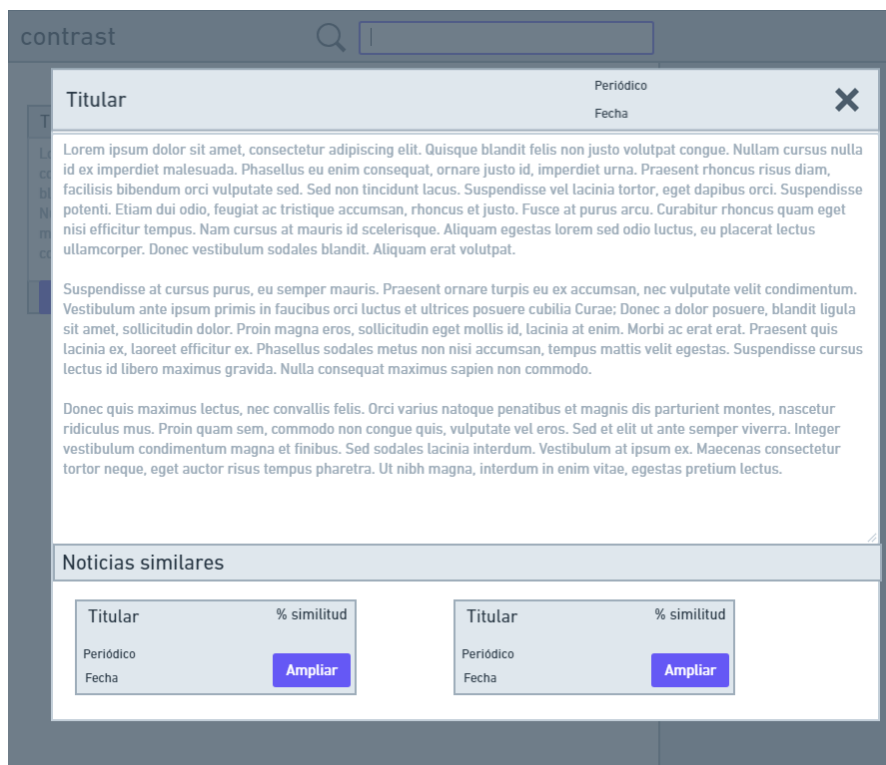 contrast
Titular
Periódico
Fecha
Lorem ipsum dolor sit amet, consectetur adipiscing elit. Quisque blandit felis non justo volutpat congue. Nullam cursus nulla
id ex imperdiet malesuada. Phasellus eu enim consequat, ornare justo id, imperdiet urna. Praesent rhoncus risus diam,
facilisis bibendum orci vulputate sed. Sed non tincidunt lacus. Suspendisse vel lacinia tortor, eget dapibus orci. Suspendisse
potenti. Etiam dui odio, feugiat ac tristique accumsan, rhoncus et justo. Fusce at purus arcu. Curabitur rhoncus quam eget
nisi efficitur tempus. Nam cursus at mauris id scelerisque. Aliquam egestas lorem sed odio luctus, eu placerat lectus
ullamcorper. Donec vestibulum sodales blandit. Aliquam erat volutpat.
Suspendisse at cursus purus, eu semper mauris. Praesent ornare turpis eu ex accumsan, nec vulputate velit condimentum.
Vestibulum ante ipsum primis in faucibus orci luctus et ultrices posuere cubilia Curae; Donec a dolor posuere, blandit ligula
sit amet, sollicitudin dolor. Proin magna eros, sollicitudin eget mollis id, lacinia at enim. Morbi ac erat erat. Praesent quis
lacinia ex, laoreet efficitur ex. Phasellus sodales metus non nisi accumsan, tempus mattis velit egestas. Suspendisse cursus
lectus id libero maximus gravida. Nulla consequat maximus sapien non commodo.
Donec quis maximus lectus, nec convallis felis. Orci varius natoque penatibus et magnis dis parturient montes, nascetur
ridiculus mus. Proin quam sem, commodo non congue quis, vulputate vel eros. Sed et elit ut ante semper viverra. Integer
vestibulum condimentum magna et finibus. Sed sodales lacinia interdum. Vestibulum at ipsum ex. Maecenas consectetur
tortor neque, eget auctor risus tempus pharetra. Ut nibh magna, interdum in enim vitae, egestas pretium lectus.
Noticias similares
Titular
% similitud
Periódico
Fecha
Ampliar
Titular
% similitud
Periódico
Fecha
Ampliar